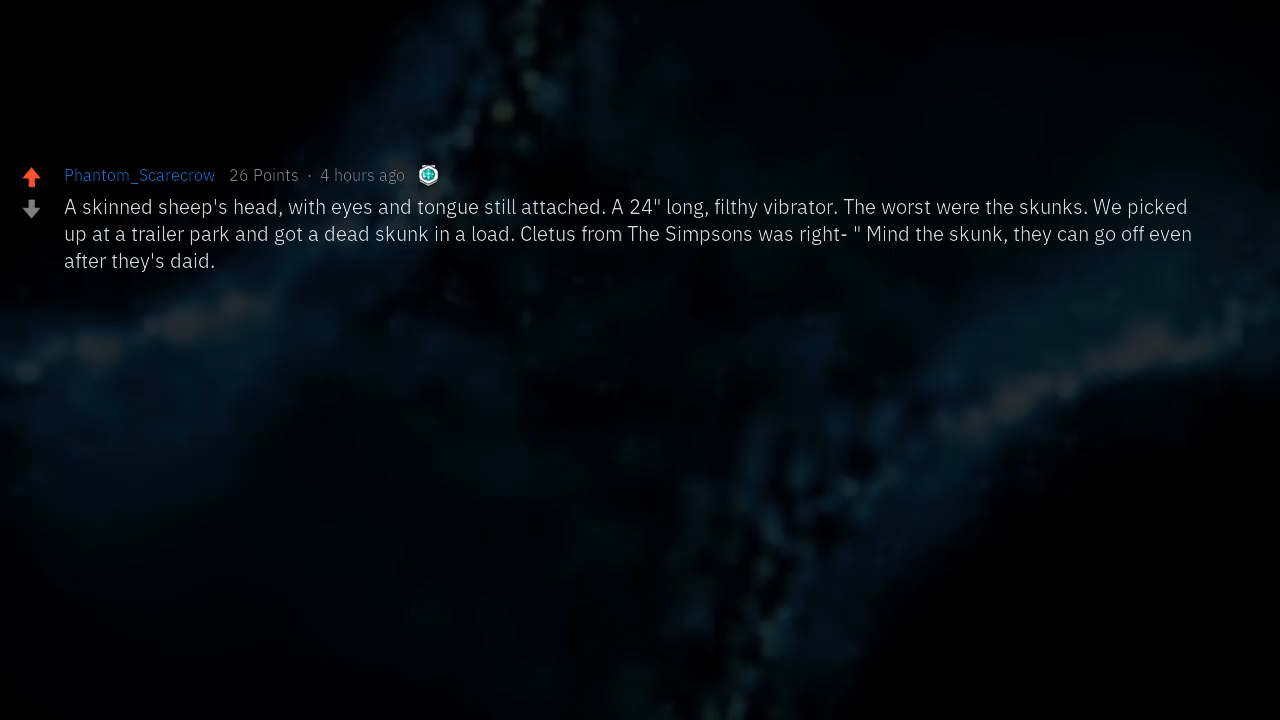 Phantom_Scarecrow 26 Points · 4 hours ago
A skinned sheep's head, with eyes and tongue still attached. A 24" long, filthy vibrator. The worst were the skunks. We picked
up at a trailer park and got a dead skunk in a load. Cletus from The Simpsons was right- " Mind the skunk, they can go off even
after they's daid.